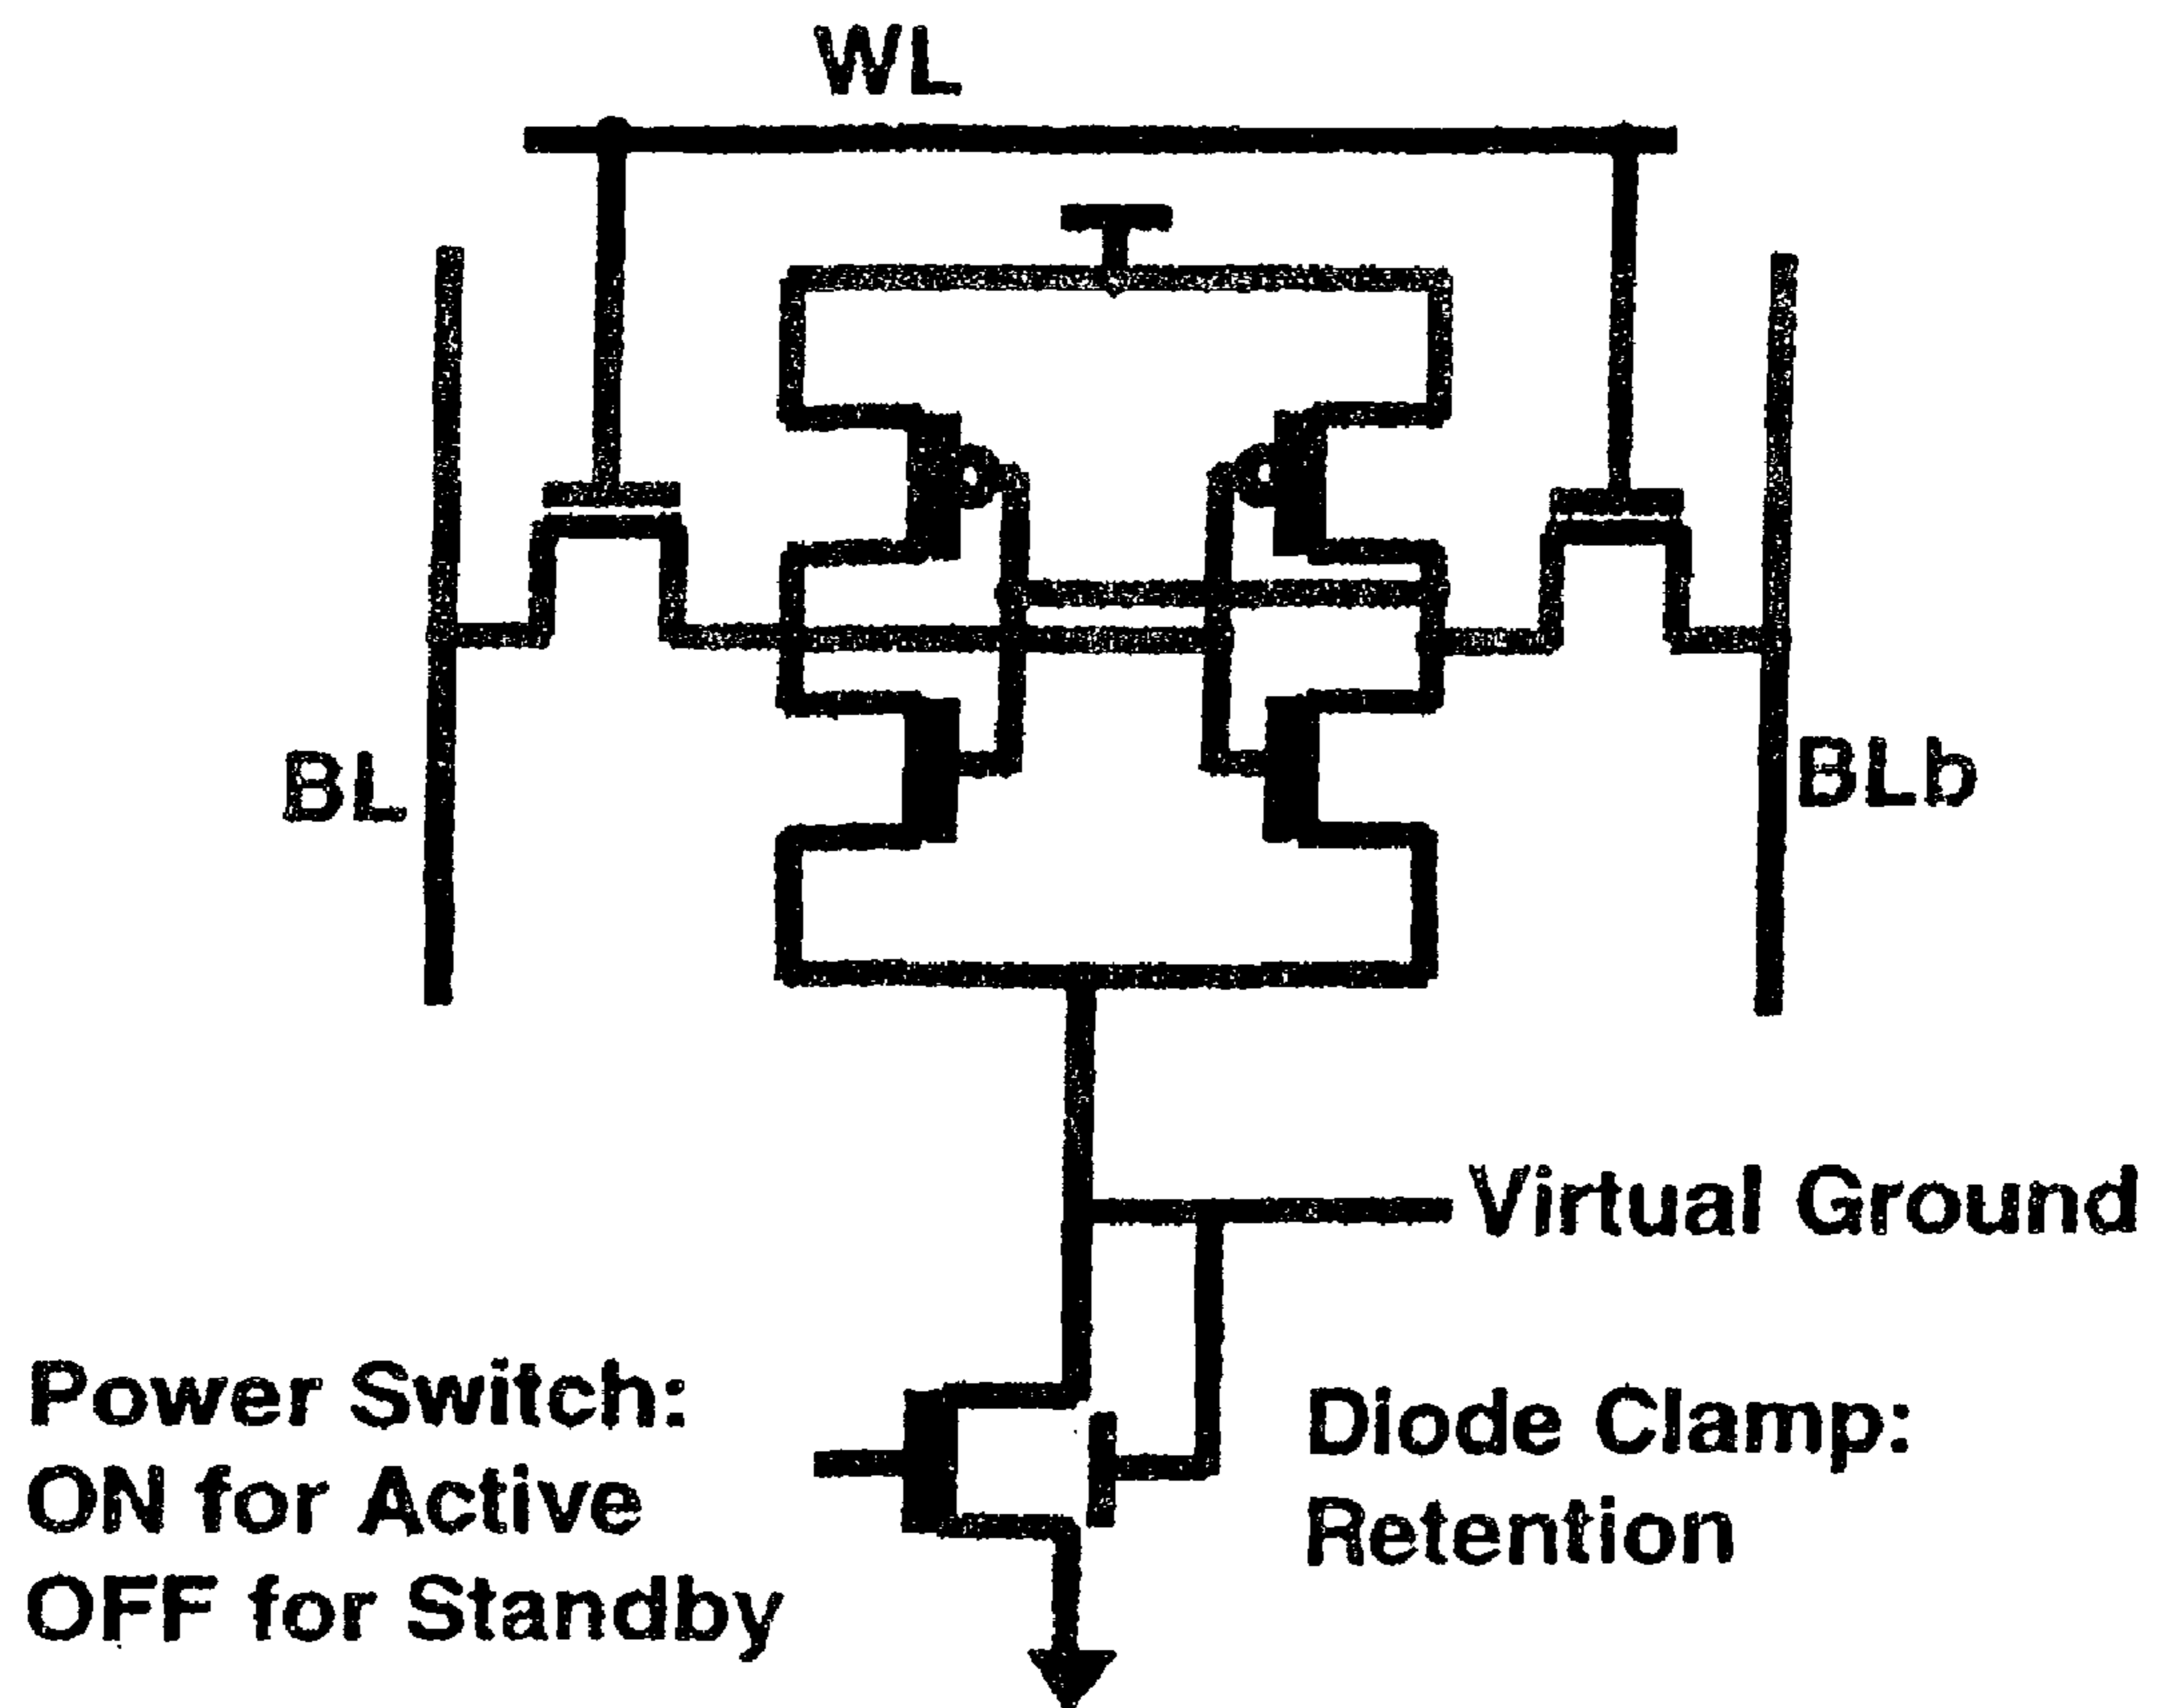 WL
BL
BLb
Virtual Ground
Power Switch:
ON for Active
OFF for Standby
Diode Clamp:
Retention